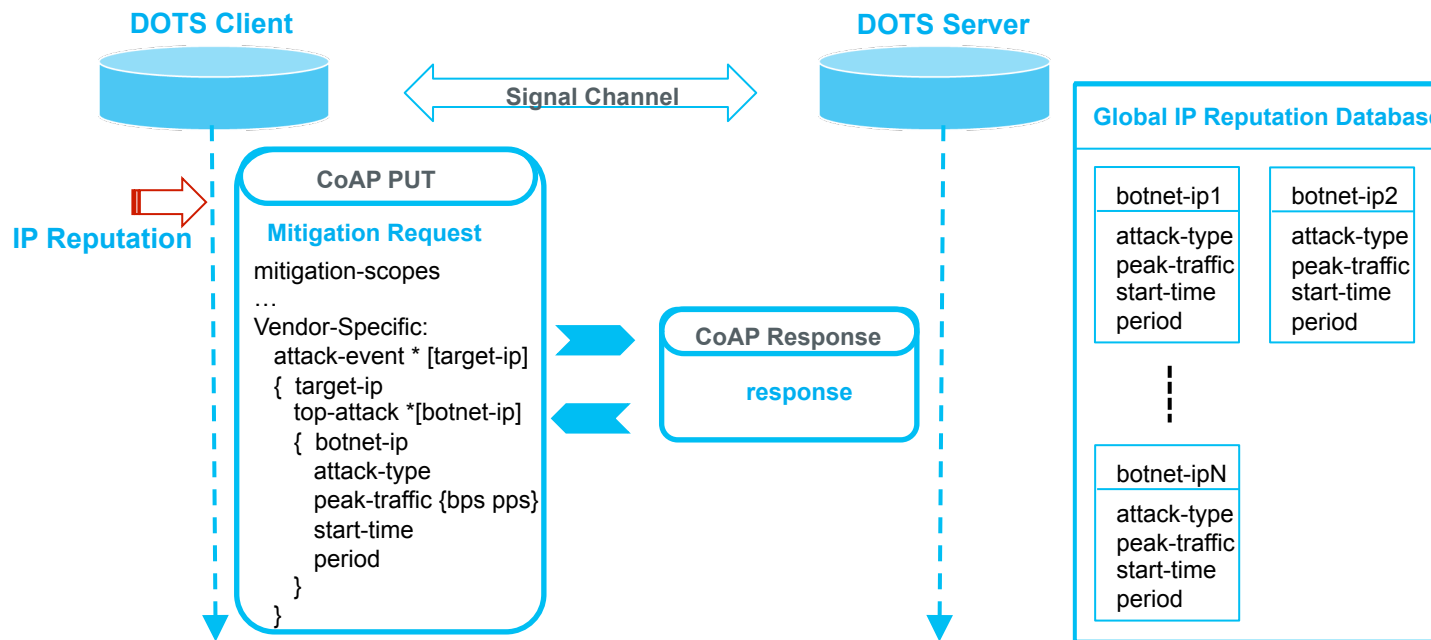 DOTS Client
DOTS Server
Signal Channel
IP Reputation
CoAP PUT
Mitigation Request
mitigation-scopes
…
Vendor-Specific:
attack-event * [target-ip]
{ target-ip
top-attack *[botnet-ip]
{ botnet-ip
attack-type
peak-traffic {bps pps}
start-time
period
}
}
CoAP Response
response
Global IP Reputation Database
botnet-ip1
attack-type
peak-traffic
start-time
period
botnet-ip2
attack-type
peak-traffic
start-time
period
botnet-ipN
attack-type
peak-traffic
start-time
period